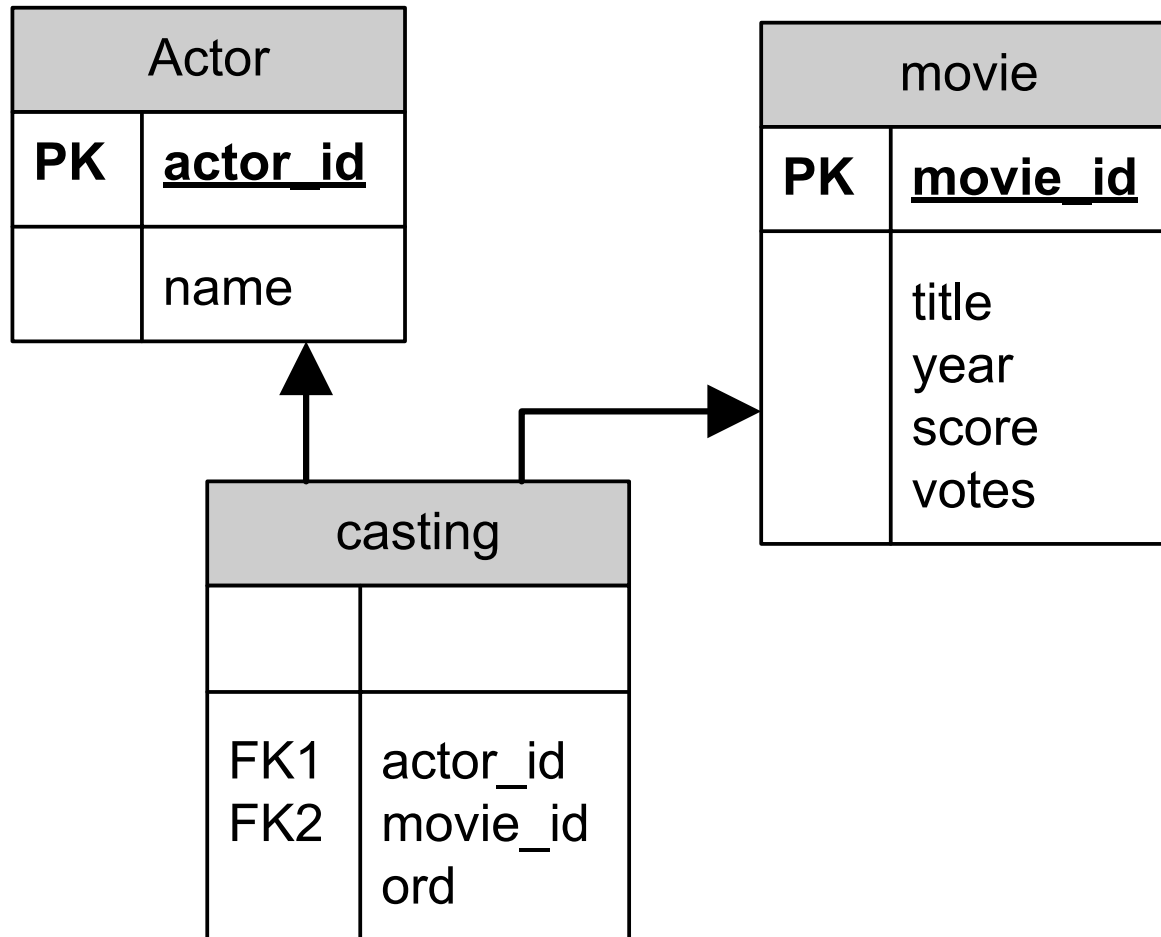 Actor
PK actor_id
name
movie
PK movie_id
title
year
score
votes
casting
FK1 actor_id
FK2 movie_id
ord